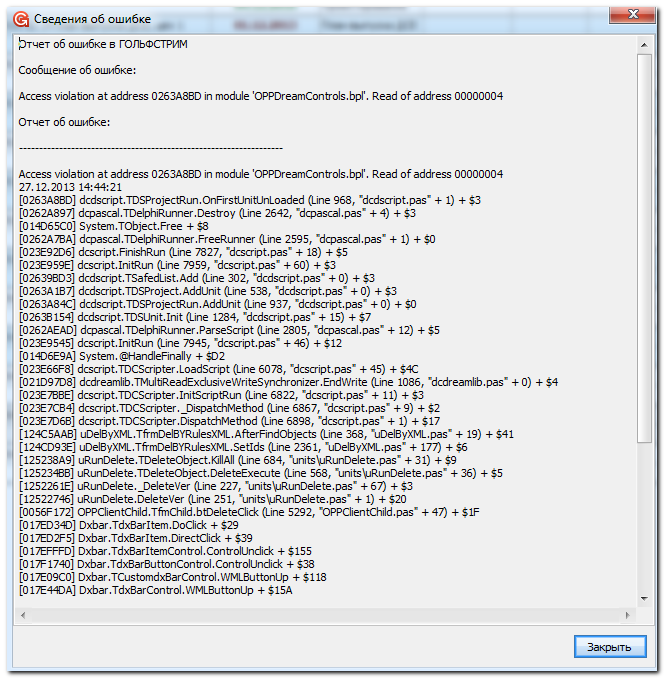 Сведения об ошибке
Отчет об ошибке в ГОЛЬФСТРИМ
Сообщение об ошибке:
Access violation at address 0263A8BD in module 'OPPDreamControls.bpl'. Read of address 00000004
Отчет об ошибке:
------------------------------------------------------------------
Access violation at address 0263A8BD in module 'OPPDreamControls.bpl'. Read of address 00000004
27.12.2013 14:44:21
[0263A8BD] dcdscript.TDSProjectRun.OnFirstUnitUnLoaded (Line 968, "dcdscript.pas" + 1) + $3
[0262A897] dcpascal.TDelphiRunner.Destroy (Line 2642, "dcpascal.pas" + 4) + $3
[014D65C0] System.TObject.Free + $8
[0262A7BA] dcpascal.TDelphiRunner.FreeRunner (Line 2595, "dcpascal.pas" + 1) + $0
[023E92D6] dcscript.FinishRun (Line 7827, "dcscript.pas" + 18) + $5
[023E959E] dcscript.InitRun (Line 7959, "dcscript.pas" + 60) + $3
[02639BD3] dcdscript.TSafedList.Add (Line 302, "dcdscript.pas" + 0) + $3
[0263A1B7] dcdscript.TDSProject.AddUnit (Line 538, "dcdscript.pas" + 0) + $3
[0263A84C] dcdscript.TDSProjectRun.AddUnit (Line 937, "dcdscript.pas" + 0) + $0
[0263B154] dcdscript.TDSUnit.Init (Line 1284, "dcdscript.pas" + 15) + $7
[0262AEAD] dcpascal.TDelphiRunner.ParseScript (Line 2805, "dcpascal.pas" + 12) + $5
[023E9545] dcscript.InitRun (Line 7945, "dcscript.pas" + 46) + $12
[014D6E9A] System.@HandleFinally + $D2
[023E66F8] dcscript.TDCScripter.LoadScript (Line 6078, "dcscript.pas" + 45) + $4C
[021D97D8] dcdreamlib.TMultiReadExclusiveWriteSynchronizer.EndWrite (Line 1086, "dcdreamlib.pas" + 0) + $4
[023E7BBE] dcscript.TDCScripter.InitScriptRun (Line 6822, "dcscript.pas" + 11) + $3
[023E7CB4] dcscript.TDCScripter._DispatchMethod (Line 6867, "dcscript.pas" + 9) + $2
[023E7D6B] dcscript.TDCScripter.DispatchMethod (Line 6898, "dcscript.pas" + 1) + $17
[124C5AAB] uDelByXML.TfrmDelBYRulesXML.AfterFindObjects (Line 368, "uDelByXML.pas" + 19) + $41
[124CD93E] uDelByXML.TfrmDelBYRulesXML.SetIds (Line 2361, "uDelByXML.pas" + 177) + $6
[125238A9] uRunDelete.TDeleteObject.KillAll (Line 684, "units\uRunDelete.pas" + 31) + $9
[125234BB] uRunDelete.TDeleteObject.DeleteExecute (Line 568, "units\uRunDelete.pas" + 36) + $5
[1252261E] uRunDelete._DeleteVer (Line 227, "units\uRunDelete.pas" + 67) + $3
[12522746] uRunDelete.DeleteVer (Line 251, "units\uRunDelete.pas" + 1) + $20
[0056F172] OPPClientChild.TfmChild.btDeleteClick (Line 5292, "OPPClientChild.pas" + 47) + $1F
[017ED34D] Dxbar.TdxBarItem.DoClick + $29
[017ED2F5] Dxbar.TdxBarItem.DirectClick + $39
[017EFFFD] Dxbar.TdxBarItemControl.ControlUnclick + $155
[017F1740] Dxbar.TdxBarButtonControl.ControlUnclick + $38
[017E09C0] Dxbar.TCustomdxBarControl.WMLButtonUp + $118
[017E44DA] Dxbar.TdxBarControl.WMLButtonUp + $15A
Закрыть